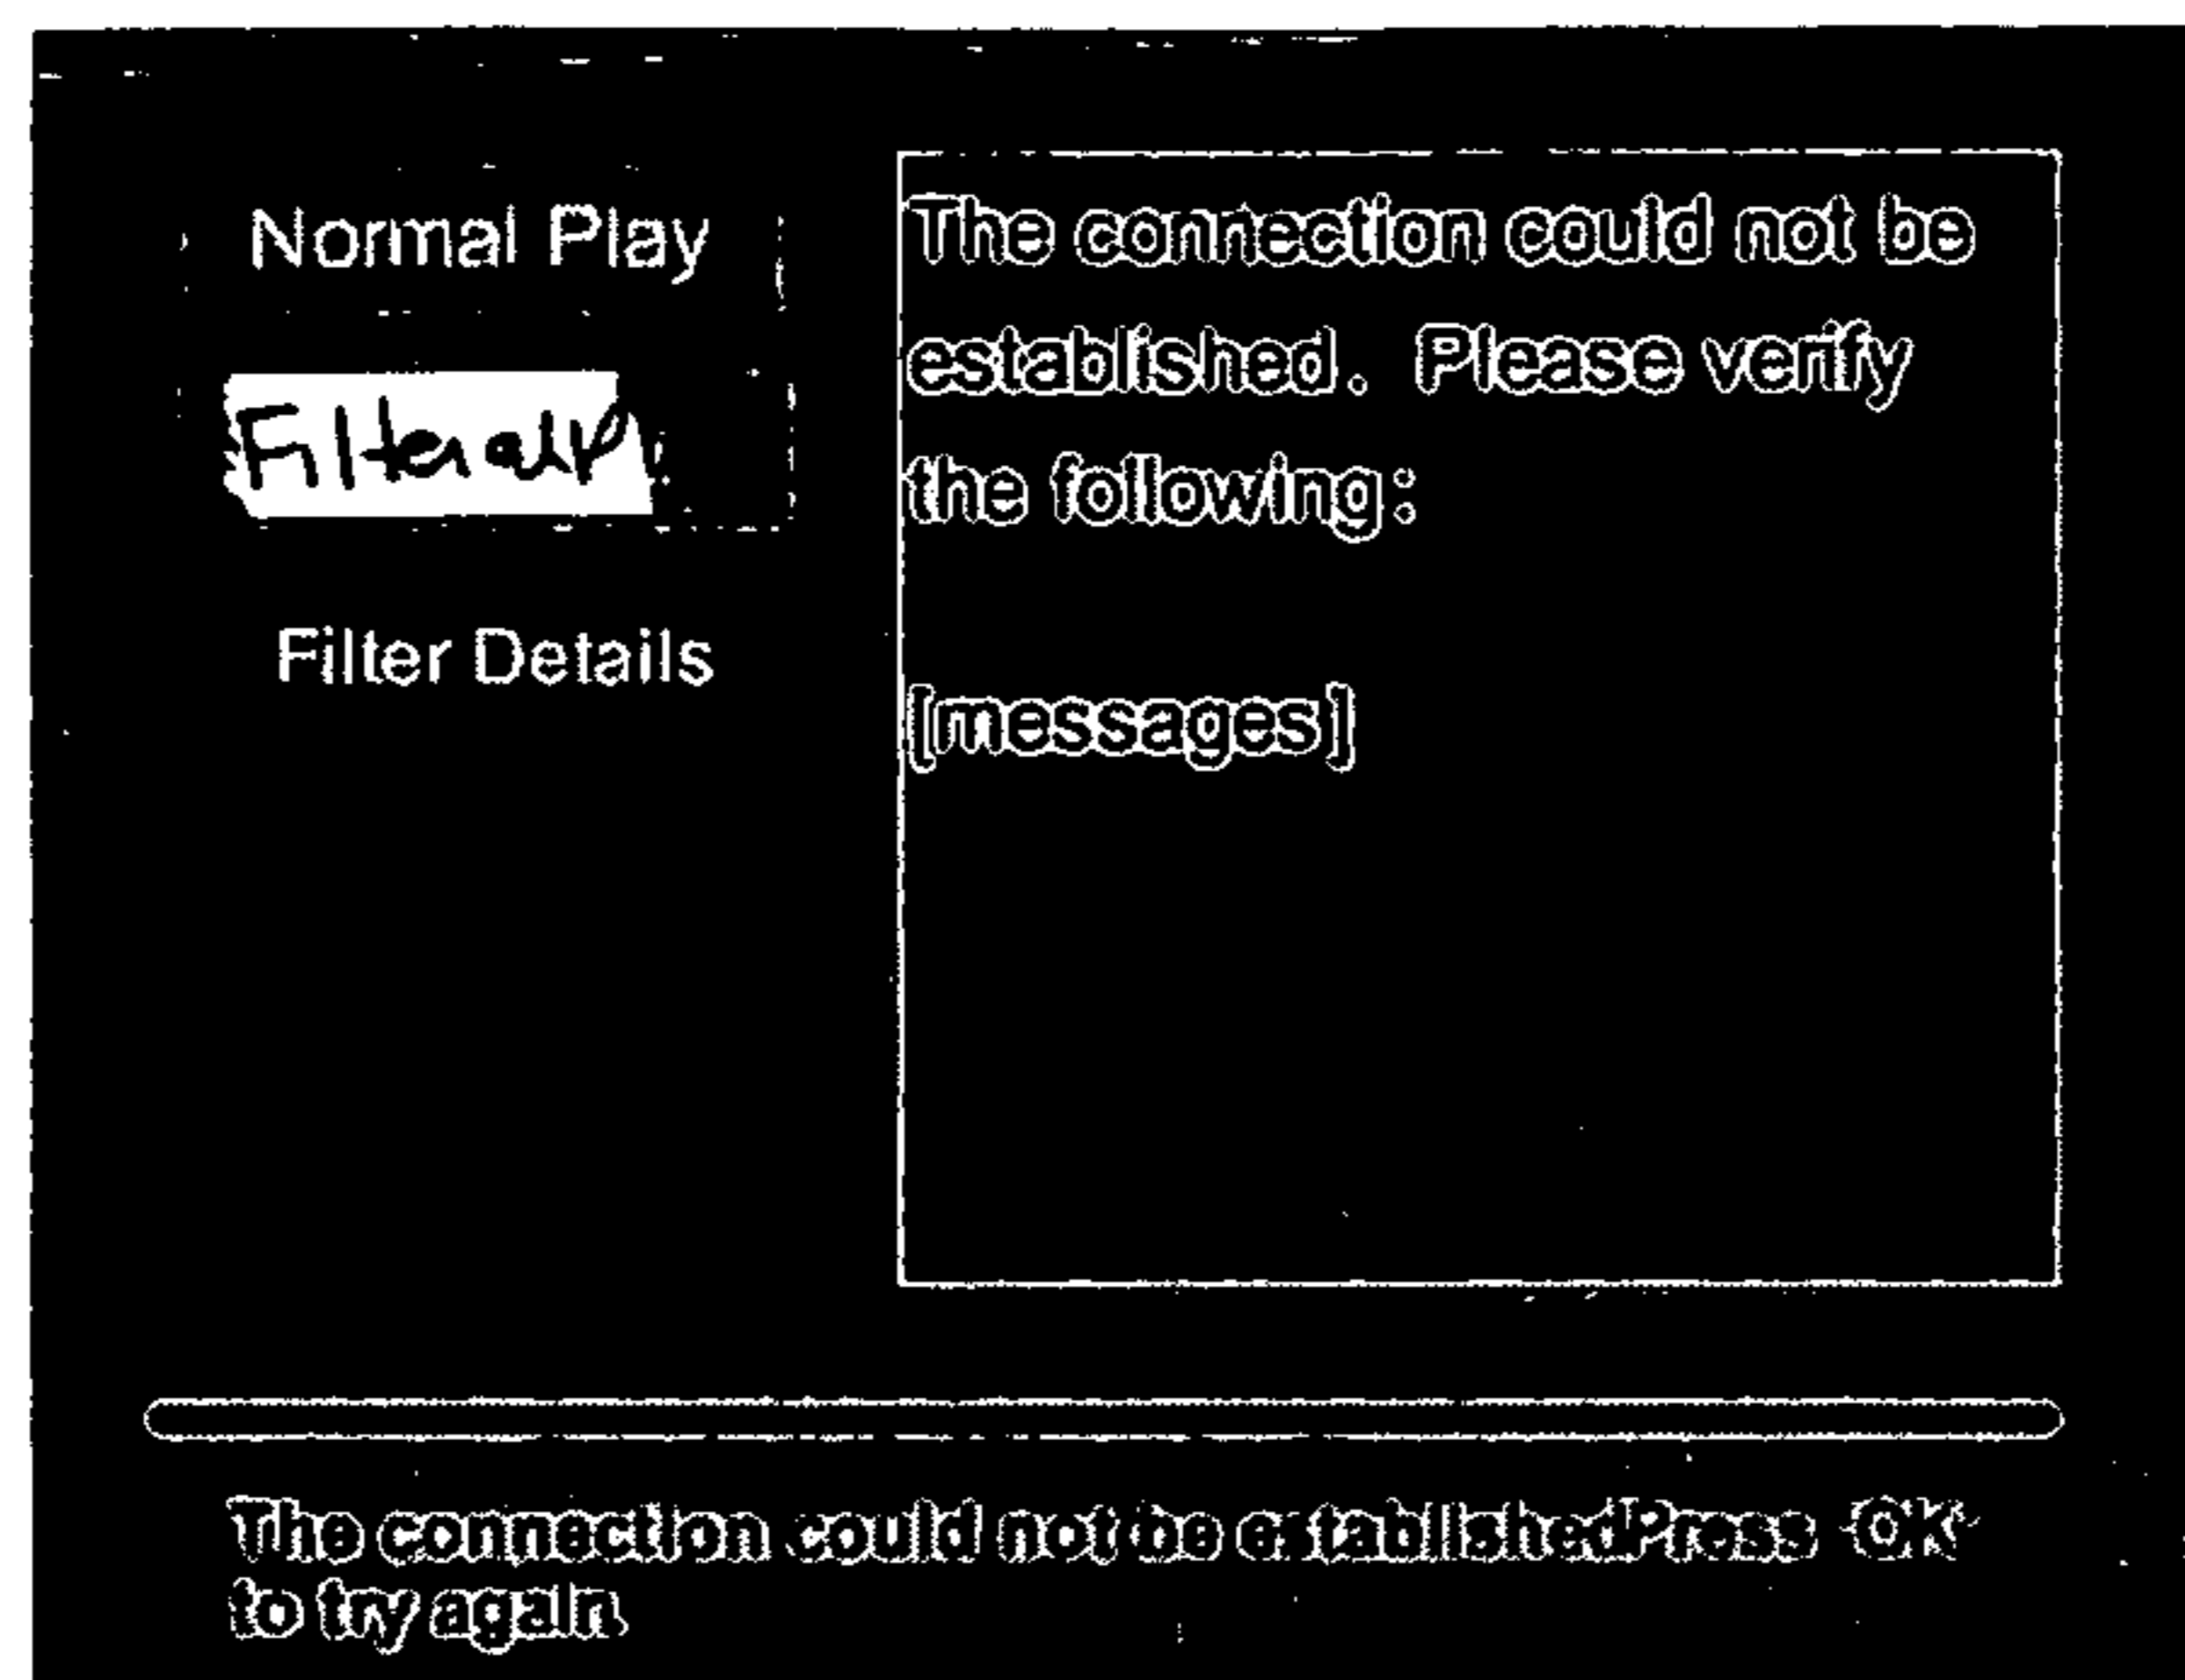 Normal Play
Filter
Filter Details
The connection could not be
established. Please verify
the following:
[messages]
The connection could not be establishedPress 'OK'
to try again.